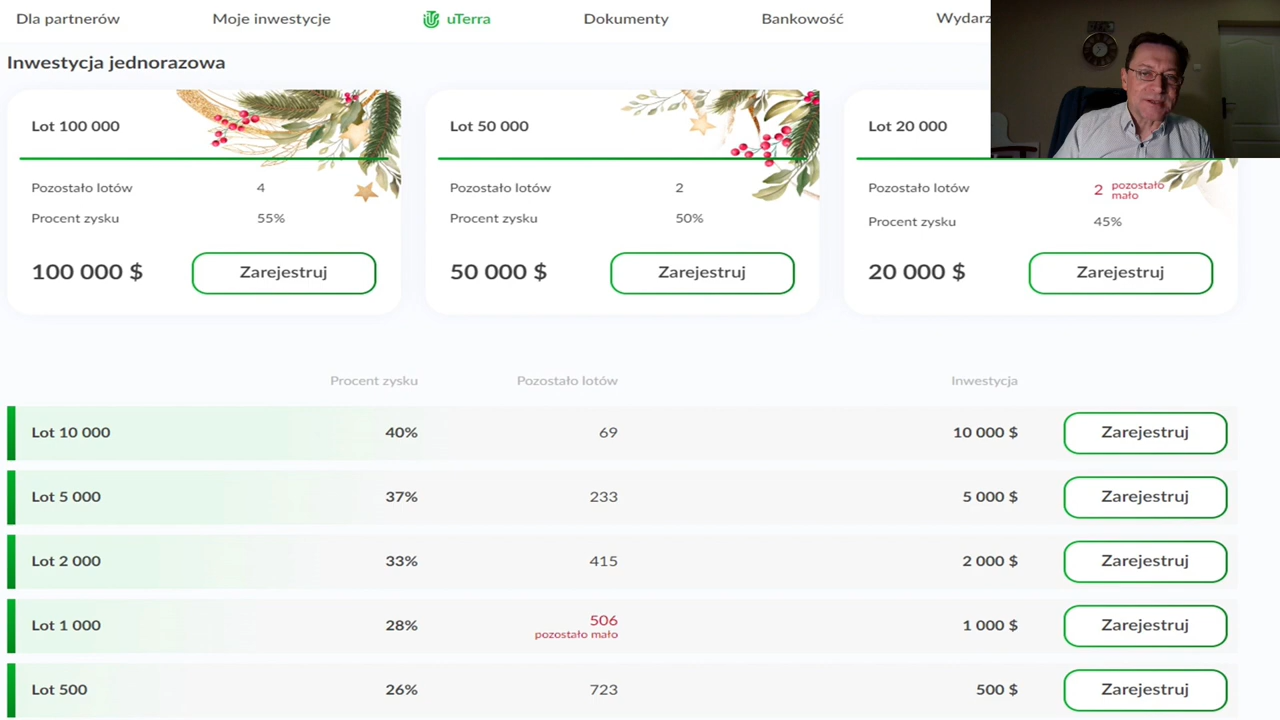 Dla partnerów Moje inwestycje uTerra Dokumenty Bankowość Wydarz
Inwestycja jednorazowa
Lot 100 000
Pozostało lotów 4
Procent zysku 55%
100 000 $ Zarejestruj
Lot 50 000
Pozostało lotów 2
Procent zysku 50%
50 000 $ Zarejestruj
Lot 20 000
Pozostało lotów 2 pozostało
mało
Procent zysku 45%
20 000 $ Zarejestruj
Procent zysku Pozostało lotów Inwestycja
Lot 10 000 40% 69 10 000 $ Zarejestruj
Lot 5 000 37% 233 5 000 $ Zarejestruj
Lot 2 000 33% 415 2 000 $ Zarejestruj
Lot 1 000 28% 506 1 000 $ Zarejestruj
pozostało mało
Lot 500 26% 723 500 $ Zarejestruj